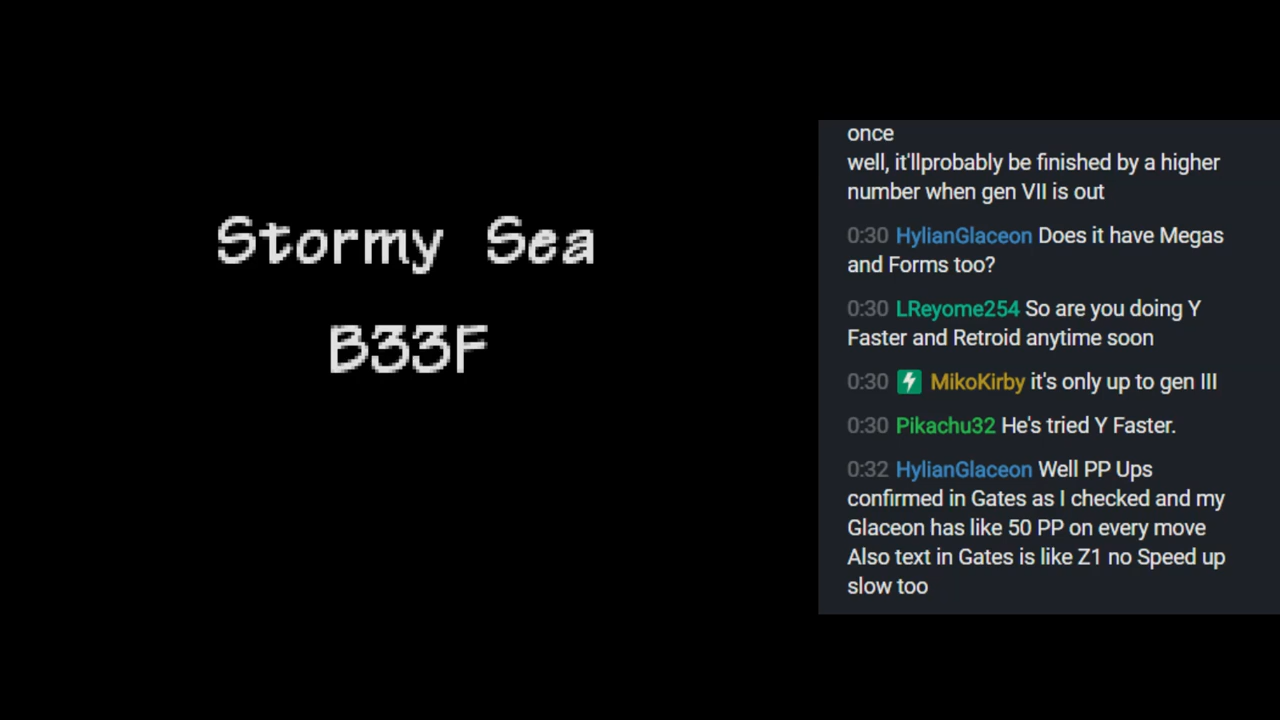 Stormy Sea
B33F
once
well, it'llprobably be finished by a higher
number when gen VII is out
0:30 HylianGlaceon Does it have Megas
and Forms too?
0:30 LReyome254 So are you doing Y
Faster and Retroid anytime soon
0:30 MikoKirby it's only up to gen III
0:30 Pikachu32 He's tried Y Faster.
0:32 HylianGlaceon Well PP Ups
confirmed in Gates as I checked and my
Glaceon has like 50 PP on every move
Also text in Gates is like Z1 no Speed up
slow too